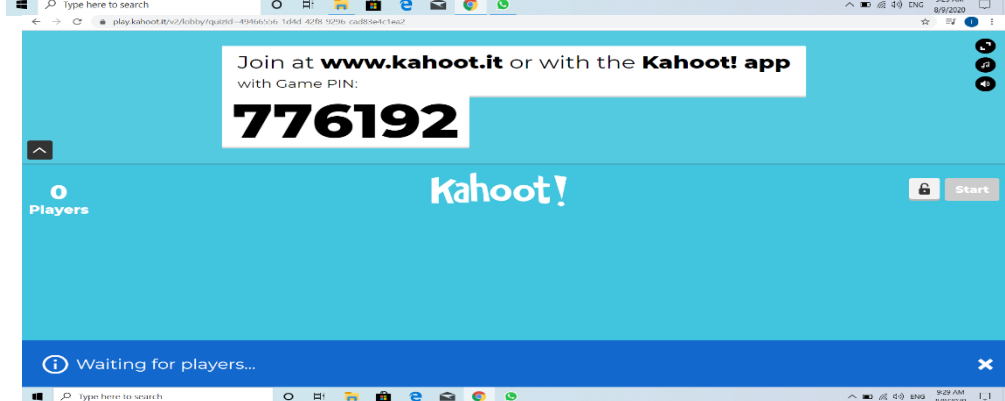 Type here to search
ENG
8/9/2020
Join at www.kahoot.it or with the Kahoot! app
with Game PIN:
776192
0
Players
Kahoot!
Start
Waiting for players...
Type here to search
ENG
9:29 AM